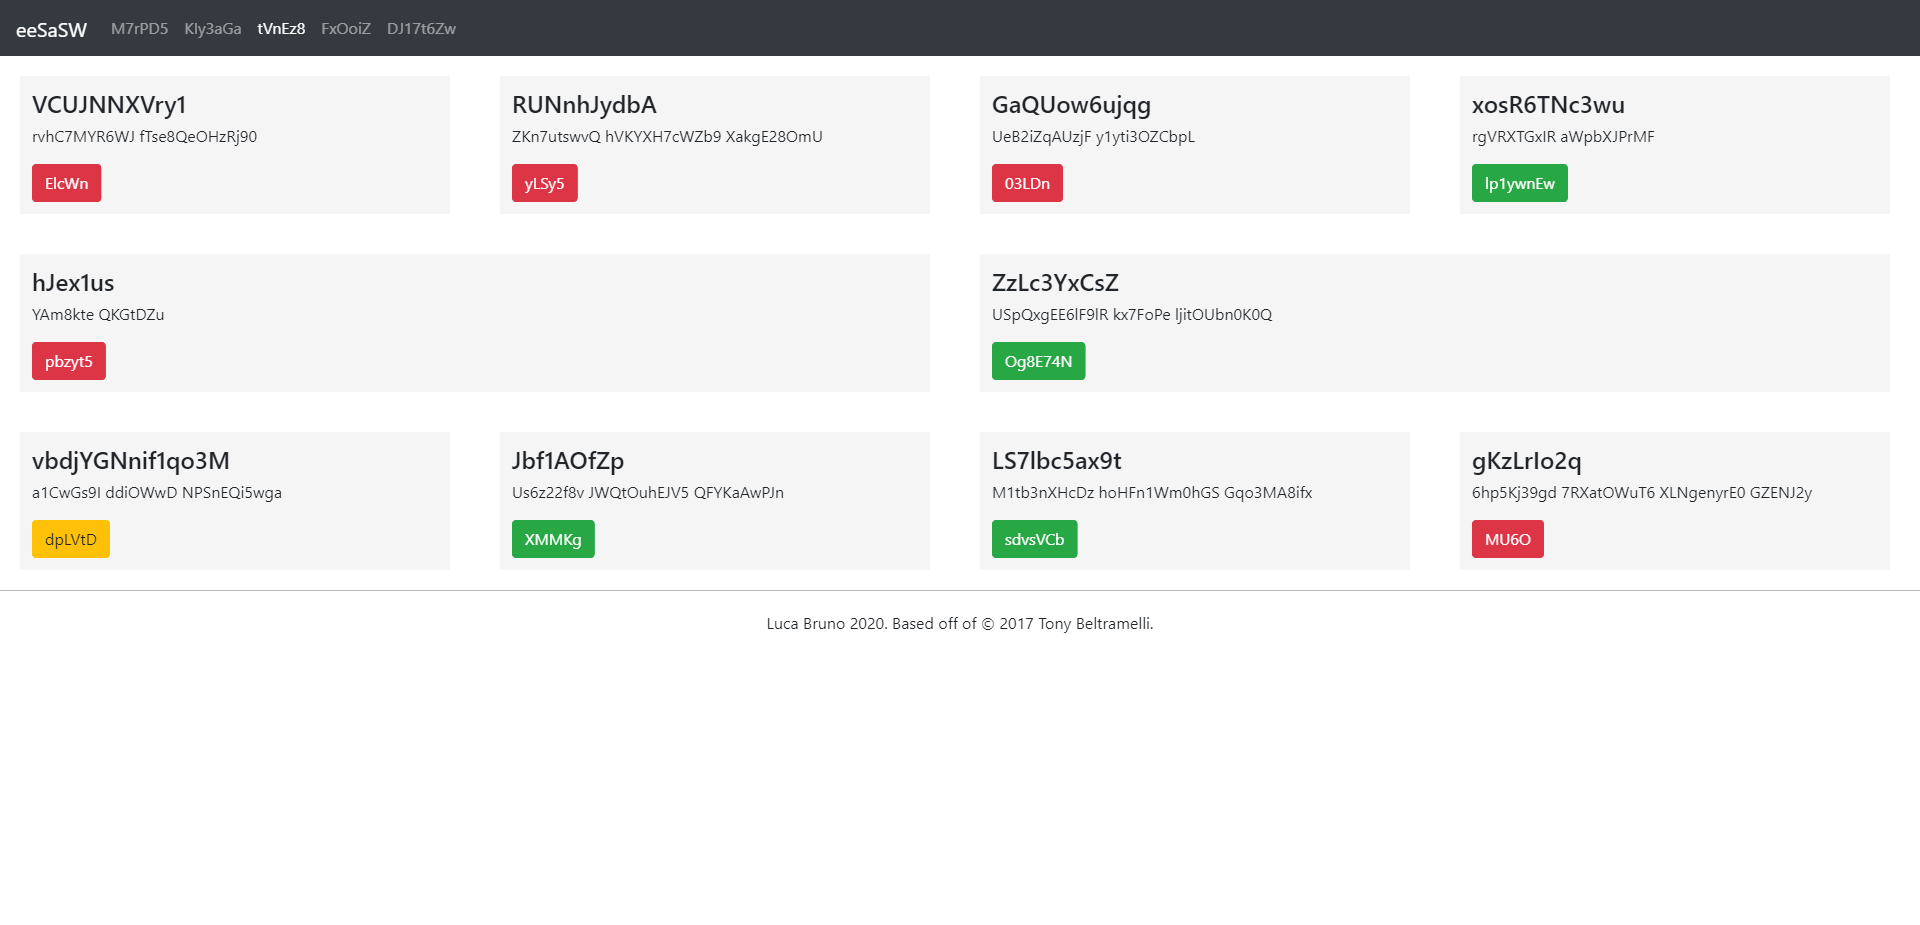 eeSaSW M7rPD5 KIy3aGa tVnEz8 FxOoiZ DJ17t6Zw
VCUJNNXVry1
rvhC7MYR6WJ fTse8QeOHzRj90
ElcWn
RUNnhJydbA
ZKn7utswvQ hVKYXH7cWZb9 XakgE28OmU
yLSy5
GaQUow6ujqg
UeB2iZqAUzjF y1yti3OZCbpL
03LDn
xosR6TNc3wu
rgVRXTGxIR aWpbXJPrMF
lp1ywnEw
hJex1us
YAm8kte QKGtDZu
pbzyt5
ZzLc3YxCsZ
USpQxgEE6lF9lR kx7FoPe ljitOUbn0K0Q
Og8E74N
vbdjYGNnif1qo3M
a1CwGs9I ddiOWwD NPSnEQi5wga
dpLVtD
Jbf1AOfZp
Us6z22f8v JWQtOuhEJV5 QFYKaAwPJn
XMMKg
LS7lbc5ax9t
M1tb3nXHcDz hoHFn1Wm0hGS Gqo3MA8ifx
sdvsVCb
gKzLrIo2q
6hp5Kj39gd 7RXatOWuT6 XLNgenyrE0 GZENJ2y
MU6O
Luca Bruno 2020. Based off of © 2017 Tony Beltramelli.